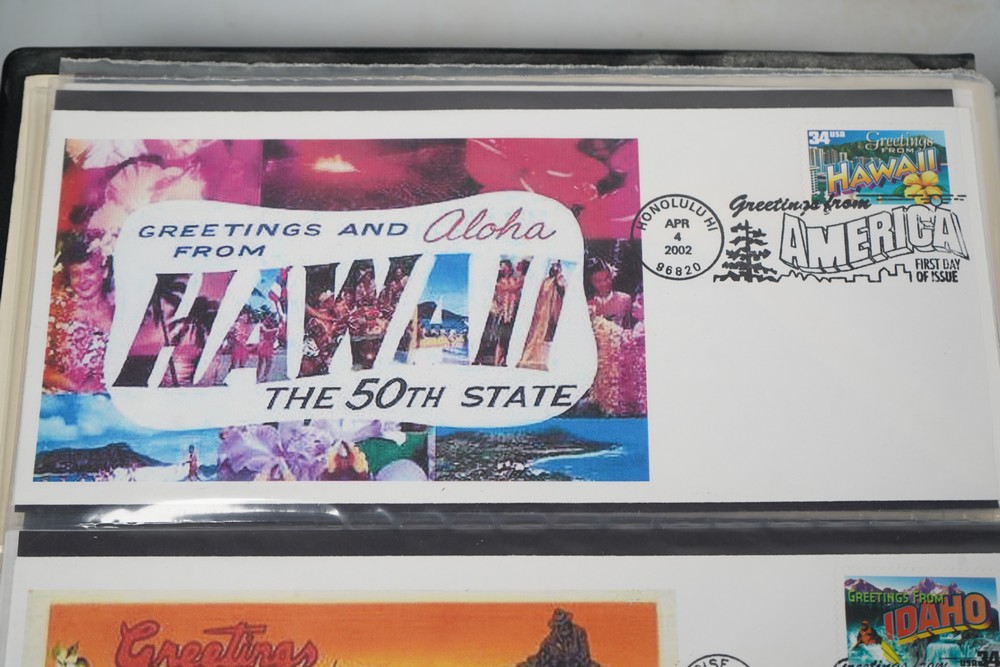 GREETINGS AND Aloha
FROM
HAWAII
THE 50TH STATE
34 USA
Greetings
FROM
HAWAII
HONOLULU HI
APR
4
2002
96820
Greetings from
AMERICA
FIRST DAY
OF ISSUE
Greetings
GREETINGS FROM
IDAHO
34